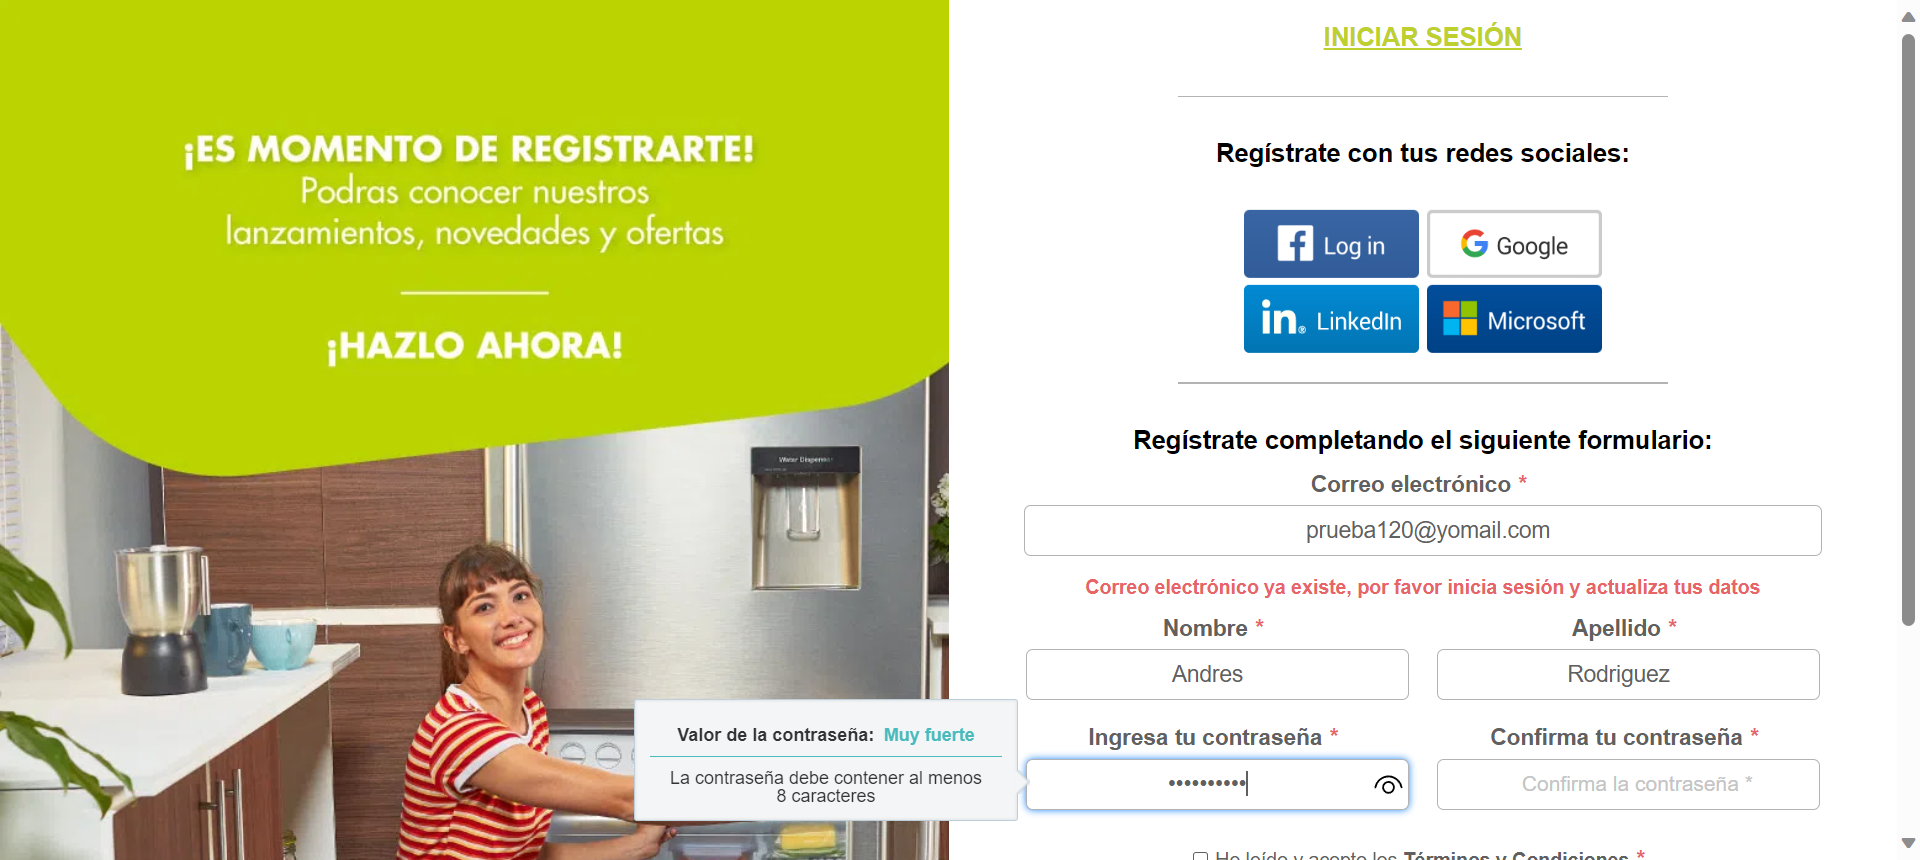 ¡ES MOMENTO DE REGISTRARTE!
Podras conocer nuestros
lanzamientos, novedades y ofertas
¡HAZLO AHORA!
Water Dispenser
INICIAR SESIÓN
Regístrate con tus redes sociales:
Log in
Google
LinkedIn
Microsoft
Regístrate completando el siguiente formulario:
Correo electrónico *
prueba120@yomail.com
Correo electrónico ya existe, por favor inicia sesión y actualiza tus datos
Nombre *
Apellido *
Andres
Rodriguez
Ingresa tu contraseña *
Confirma tu contraseña *
••••••••••
Confirma la contraseña *
Valor de la contraseña: Muy fuerte
La contraseña debe contener al menos
8 caracteres
He leído y acepto los Términos y Condiciones *